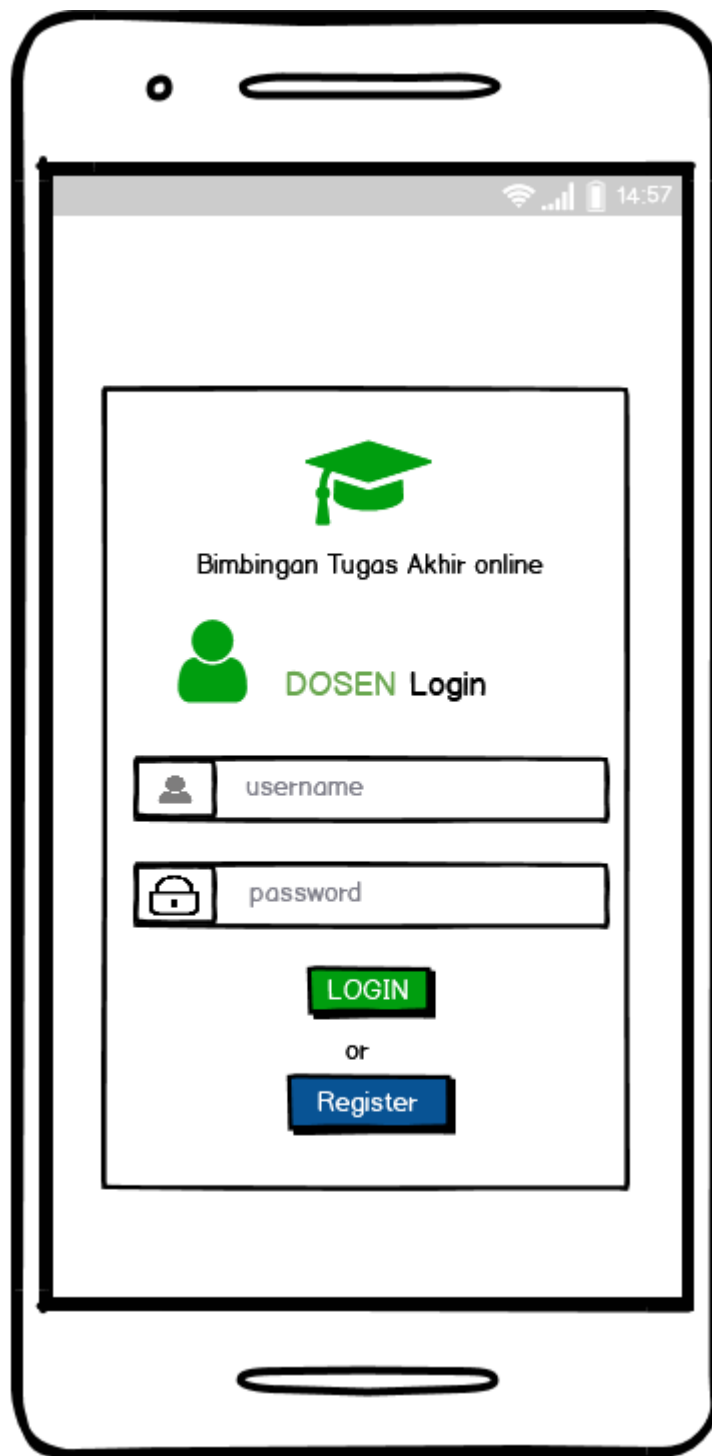 14:57
Bimbingan Tugas Akhir online
DOSEN Login
username
password
LOGIN
or
Register